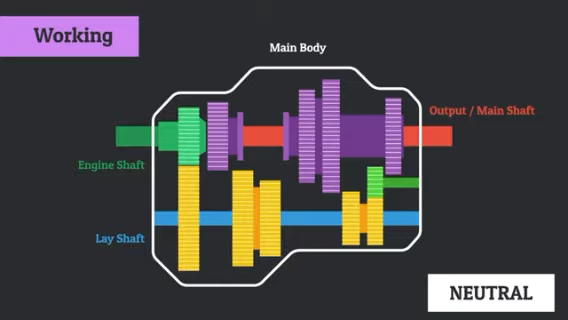 Working
Main Body
Output / Main Shaft
Engine Shaft
Lay Shaft
NEUTRAL